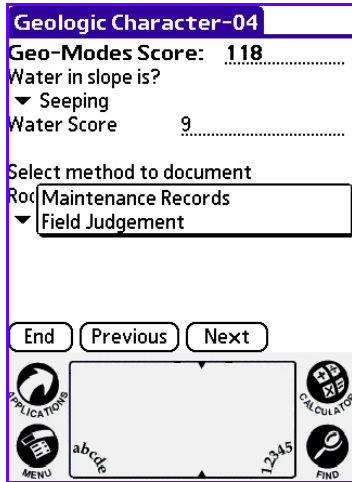 Geologic Character-04
Geo-Modes Score: 118
Water in slope is?
Seeping
Water Score 9
Select method to document
Maintenance Records
Field Judgement
End Previous Next
APPLICATIONS
CALCULATOR
abcde
12345
MENU
FIND